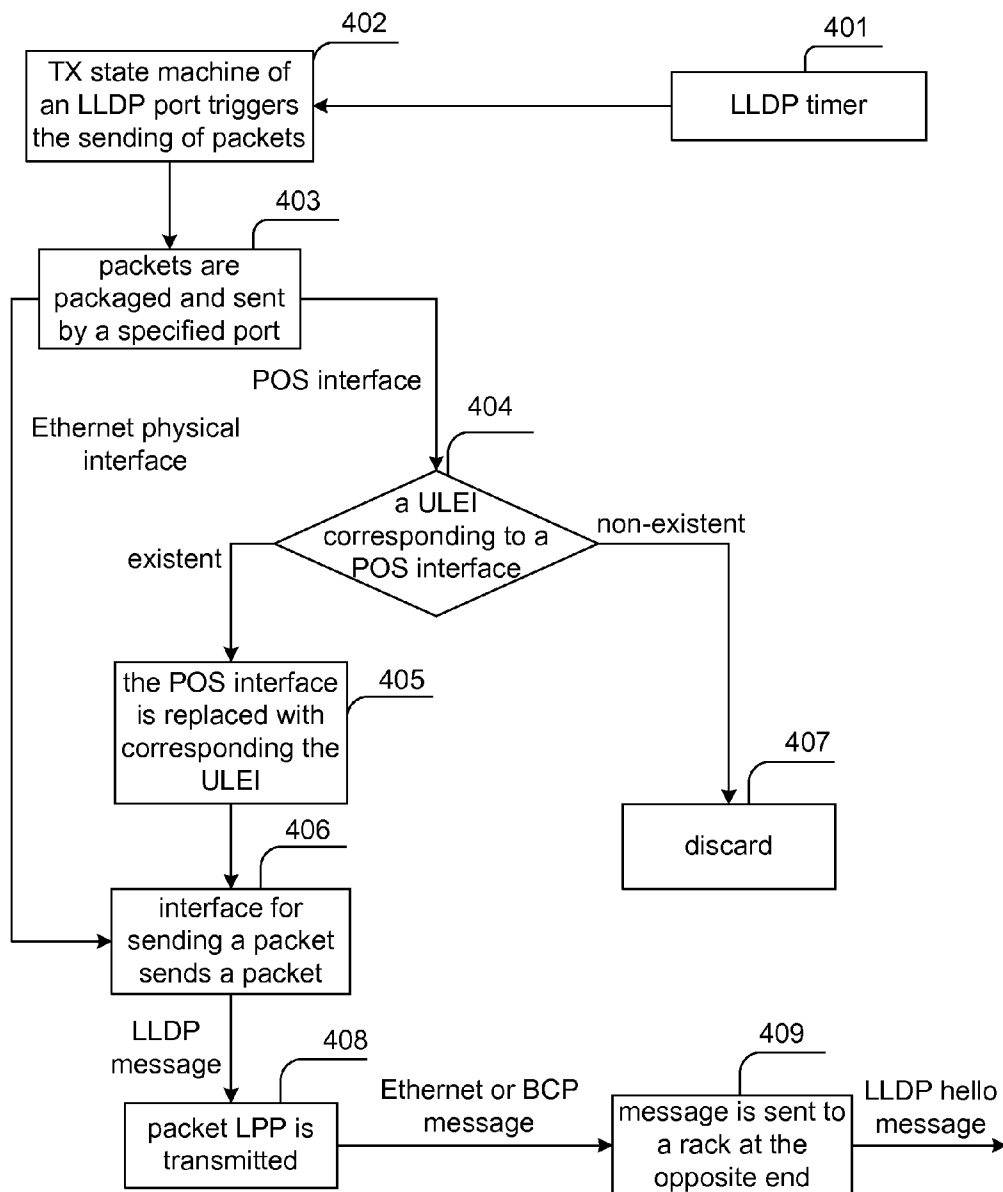 402
TX state machine of
an LLDP port triggers
the sending of packets
401
LLDP timer
403
packets are
packaged and sent
by a specified port
POS interface
Ethernet physical
interface
404
a ULEI
corresponding to a
POS interface
existent
non-existent
the POS interface
is replaced with
corresponding the
ULEI
405
407
discard
406
interface for
sending a packet
sends a packet
LLDP
message
408
packet LPP is
transmitted
Ethernet or BCP
message
409
message is sent to
a rack at the
opposite end
LLDP hello
message